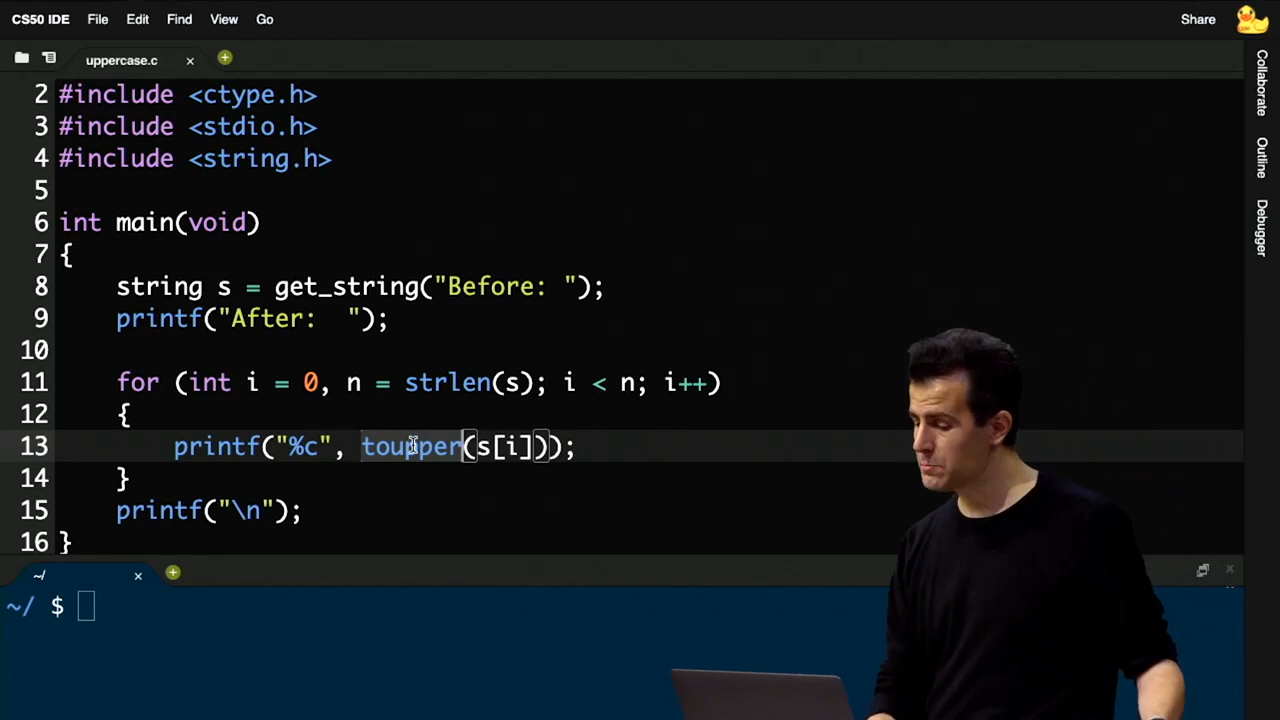 CS50 IDE File Edit View Find Go Share
uppercase.c
Collaborate
Outline
Debugger
2 #include <ctype.h>
3 #include <stdio.h>
4 #include <string.h>
5
6 int main(void)
7 {
8 string s = get_string("Before: ");
9 printf("After:  ");
10
11 for (int i = 0, n = strlen(s); i < n; i++)
12 {
13 printf("%c", toupper(s[i]));
14 }
15 printf("\n");
16 }
~/
~/ $